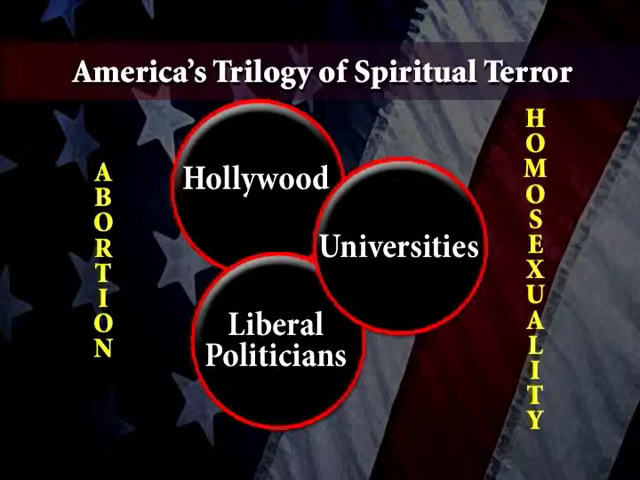 America's Trilogy of Spiritual Terror
Hollywood
Universities
Liberal
Politicians
ABORTION
HOMOSEXUALITY